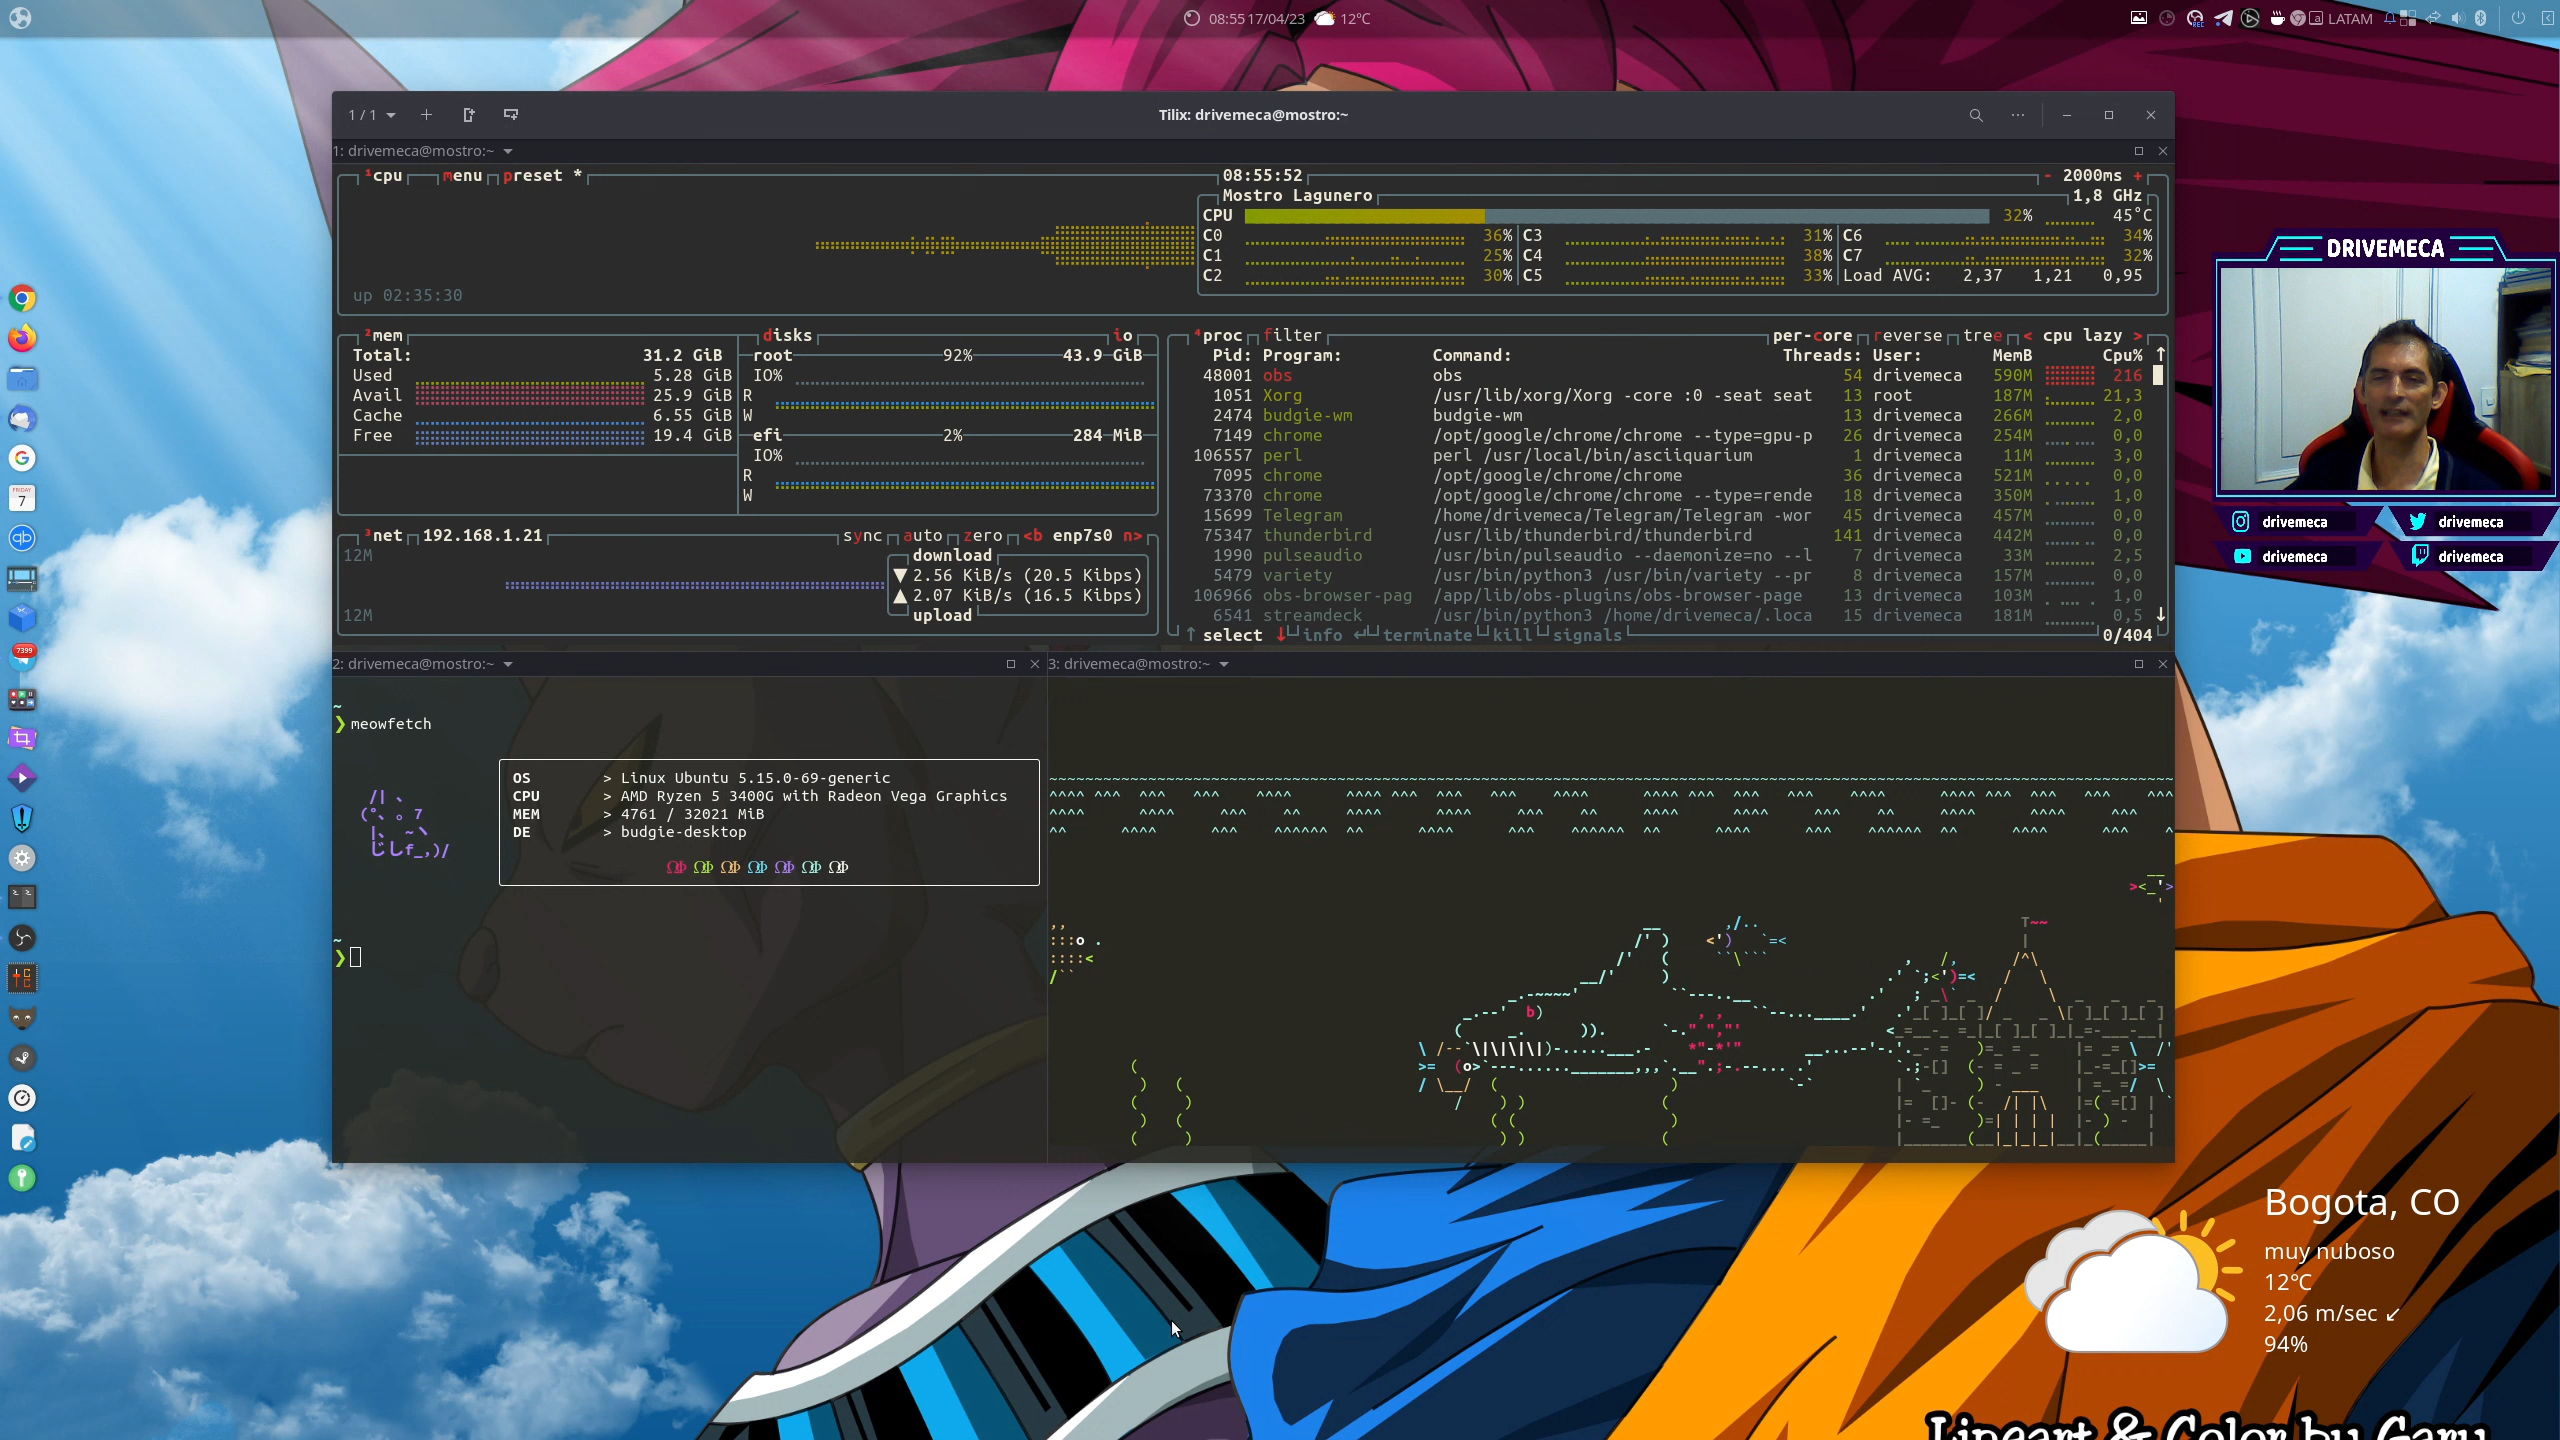 08:55 17/04/23 12°C
LATAM
1 / 1
Tilix: drivemeca@mostro:~
1: drivemeca@mostro:~
¹cpu menu preset * 08:55:52 - 2000ms +
Mostro Lagunero 1,8 GHz
CPU 32% 45°C
C0 36% C3 31% C6 34%
C1 25% C4 38% C7 32%
C2 30% C5 33% Load AVG: 2,37 1,21 0,95
up 02:35:30
DRIVEMECA
drivemeca drivemeca
drivemeca drivemeca
²mem
Total: 31.2 GiB
Used 5.28 GiB
Avail 25.9 GiB
Cache 6.55 GiB
Free 19.4 GiB
disks io
root 92% 43.9 GiB
IO%
R
W
efi 2% 284 MiB
IO%
R
W
³net 192.168.1.21 sync auto zero <b enp7s0 n>
12M
download
▼ 2.56 KiB/s (20.5 Kibps)
▲ 2.07 KiB/s (16.5 Kibps)
upload
12M
⁴proc filter per-core reverse tree < cpu lazy >
Pid: Program: Command: Threads: User: MemB Cpu% ↑
48001 obs obs 54 drivemeca 590M 216
1051 Xorg /usr/lib/xorg/Xorg -core :0 -seat seat 13 root 187M 21,3
2474 budgie-wm budgie-wm 13 drivemeca 266M 2,0
7149 chrome /opt/google/chrome/chrome --type=gpu-p 26 drivemeca 254M 0,0
106557 perl perl /usr/local/bin/asciiquarium 1 drivemeca 11M 3,0
7095 chrome /opt/google/chrome/chrome 36 drivemeca 521M 0,0
73370 chrome /opt/google/chrome/chrome --type=rende 18 drivemeca 350M 1,0
15699 Telegram /home/drivemeca/Telegram/Telegram -wor 45 drivemeca 457M 0,0
75347 thunderbird /usr/lib/thunderbird/thunderbird 141 drivemeca 442M 0,0
1990 pulseaudio /usr/bin/pulseaudio --daemonize=no --l 7 drivemeca 33M 2,5
5479 variety /usr/bin/python3 /usr/bin/variety --pr 8 drivemeca 157M 0,0
106966 obs-browser-pag /app/lib/obs-plugins/obs-browser-page 13 drivemeca 103M 1,0
6541 streamdeck /usr/bin/python3 /home/drivemeca/.loca 15 drivemeca 181M 0,5 ↓
↑ select ↓ info ↵ terminate kill signals 0/404
2: drivemeca@mostro:~
~
❯ meowfetch
OS > Linux Ubuntu 5.15.0-69-generic
CPU > AMD Ryzen 5 3400G with Radeon Vega Graphics
MEM > 4761 / 32021 MiB
DE > budgie-desktop
~
❯
3: drivemeca@mostro:~
FRIDAY
7
7399
Bogota, CO
muy nuboso
12°C
2,06 m/sec ↙
94%
Lineart & Color by Gary